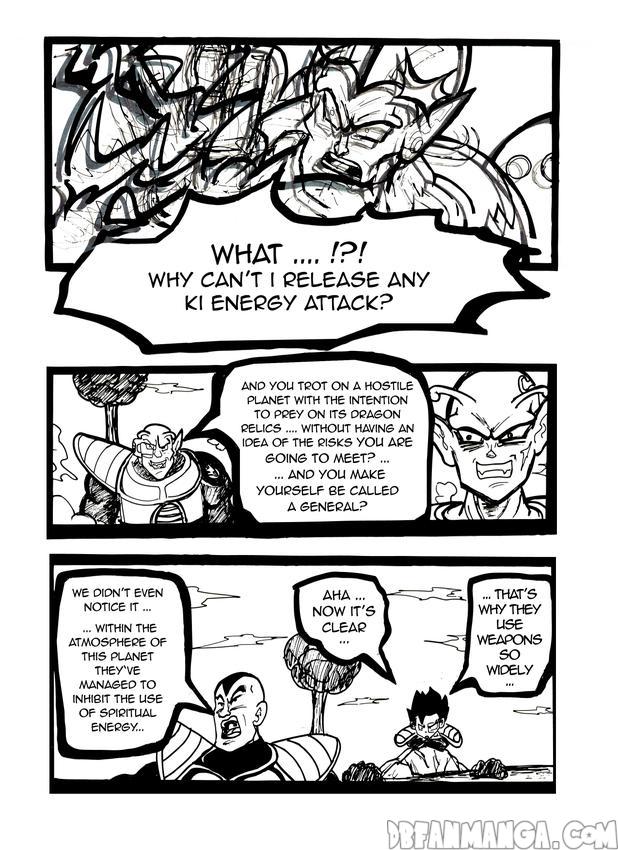 WHAT .... !?!
WHY CAN'T I RELEASE ANY
KI ENERGY ATTACK?
AND YOU TROT ON A HOSTILE
PLANET WITH THE INTENTION
TO PREY ON ITS DRAGON
RELICS .... WITHOUT HAVING AN
IDEA OF THE RISKS YOU ARE
GOING TO MEET? ...
... AND YOU MAKE
YOURSELF BE CALLED
A GENERAL?
WE DIDN'T EVEN
NOTICE IT ...
... WITHIN THE
ATMOSPHERE OF
THIS PLANET
THEY'VE
MANAGED TO
INHIBIT THE USE
OF SPIRITUAL
ENERGY...
AHA ...
NOW IT'S
CLEAR
...
... THAT'S
WHY THEY
USE
WEAPONS
SO
WIDELY
...
DBFANMANGA.COM